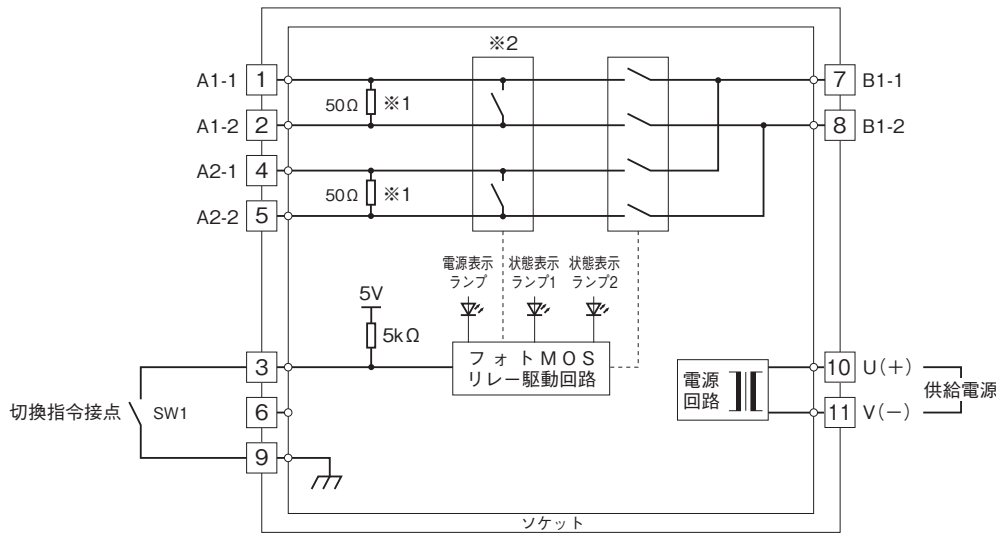 ※2
A1-1 1
7 B1-1
50Ω ※1
A1-2 2
8 B1-2
A2-1 4
50Ω ※1
A2-2 5
電源表示
ランプ
状態表示
ランプ1
状態表示
ランプ2
5V
5kΩ
3
フォトMOS
リレー駆動回路
電源
回路
10 U(+)
供給電源
11 V(−)
切換指令接点 SW1
6
9
ソケット